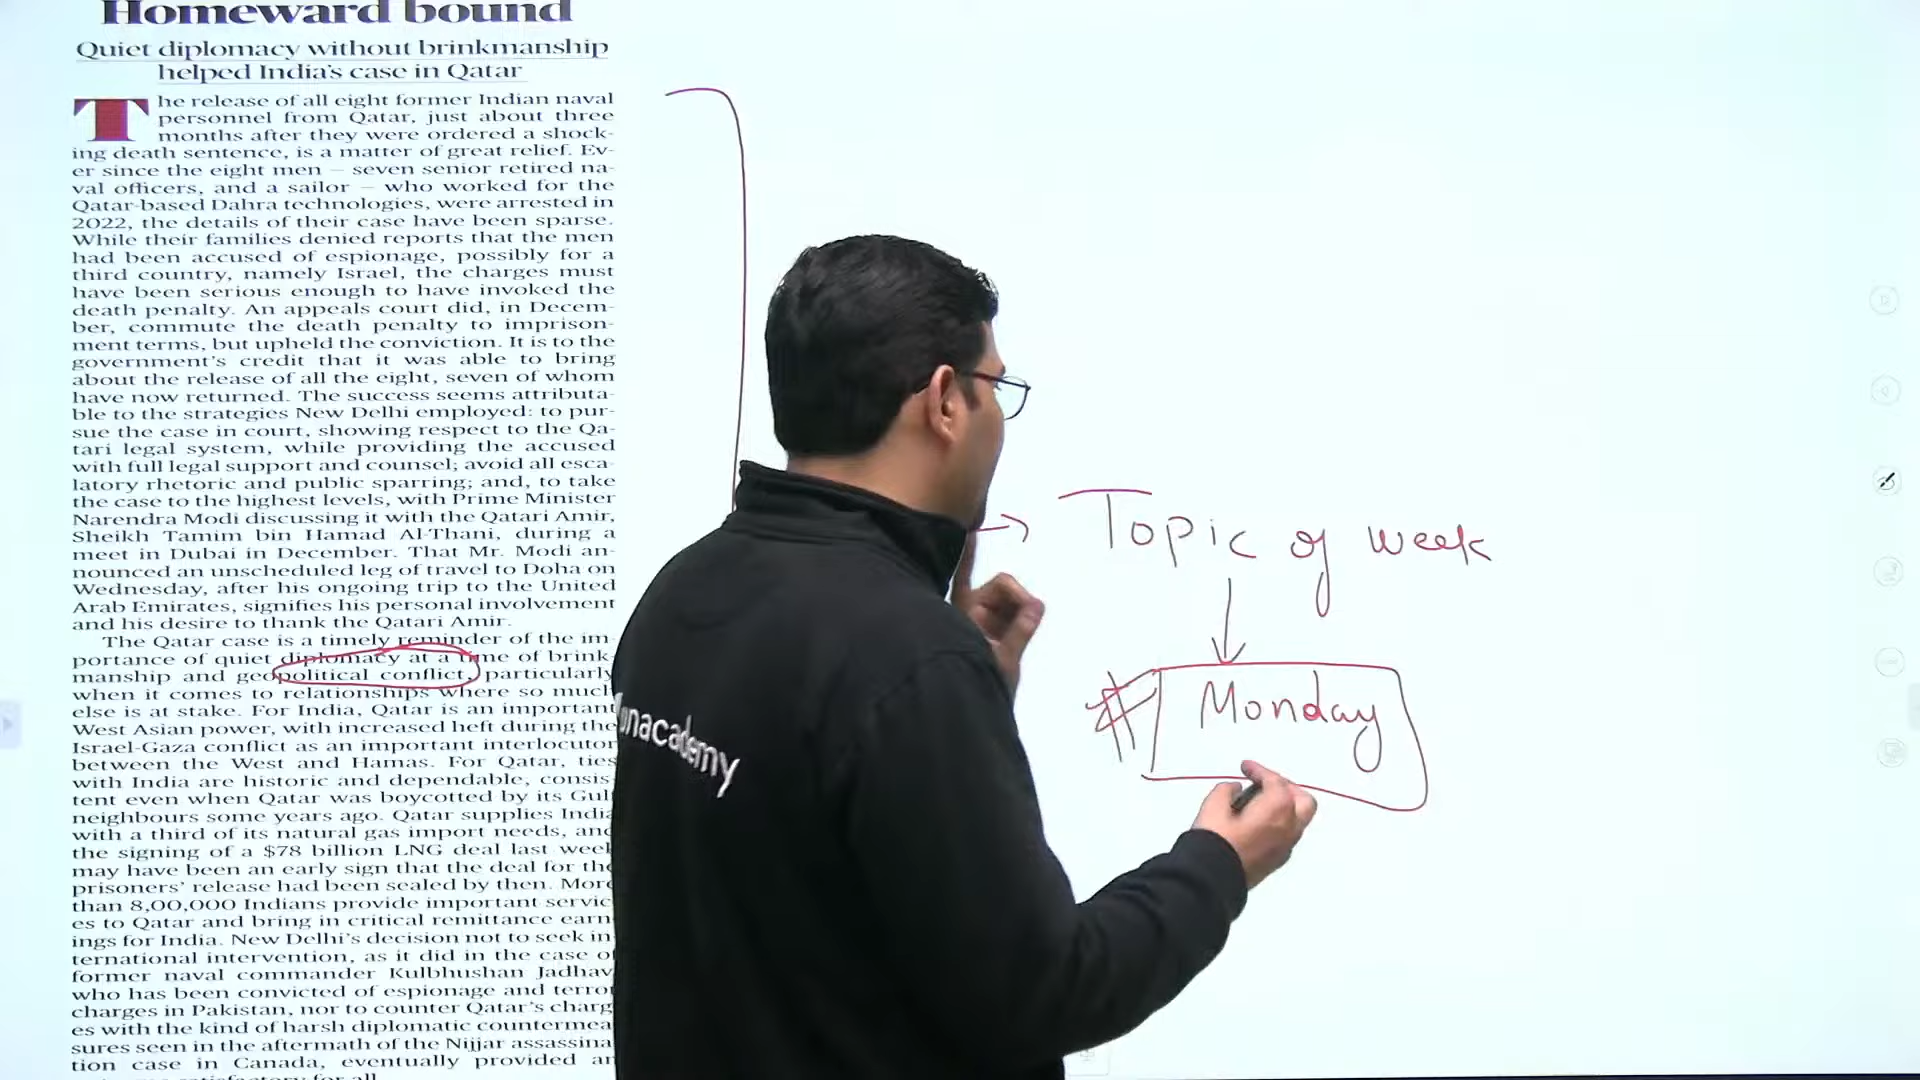 Homeward bound
Quiet diplomacy without brinkmanship
helped India's case in Qatar
The release of all eight former Indian naval
personnel from Qatar, just about three
months after they were ordered a shock-
ing death sentence, is a matter of great relief. Ev-
er since the eight men – seven senior retired na-
val officers, and a sailor – who worked for the
Qatar-based Dahra technologies, were arrested in
2022, the details of their case have been sparse.
While their families denied reports that the men
had been accused of espionage, possibly for a
third country, namely Israel, the charges must
have been serious enough to have invoked the
death penalty. An appeals court did, in Decem-
ber, commute the death penalty to imprison-
ment terms, but upheld the conviction. It is to the
government's credit that it was able to bring
about the release of all the eight, seven of whom
have now returned. The success seems attributa-
ble to the strategies New Delhi employed: to pur-
sue the case in court, showing respect to the Qa-
tari legal system, while providing the accused
with full legal support and counsel; avoid all esca-
latory rhetoric and public sparring; and, to take
the case to the highest levels, with Prime Minister
Narendra Modi discussing it with the Qatari Amir,
Sheikh Tamim bin Hamad Al-Thani, during a
meet in Dubai in December. That Mr. Modi an-
nounced an unscheduled leg of travel to Doha on
Wednesday, after his ongoing trip to the United
Arab Emirates, signifies his personal involvement
and his desire to thank the Qatari Amir.
The Qatar case is a timely reminder of the im-
portance of quiet diplomacy at a time of brink-
manship and geopolitical conflict, particularly
when it comes to relationships where so much
else is at stake. For India, Qatar is an important
West Asian power, with increased heft during the
Israel-Gaza conflict as an important interlocutor
between the West and Hamas. For Qatar, ties
with India are historic and dependable, consis-
tent even when Qatar was boycotted by its Gulf
neighbours some years ago. Qatar supplies India
with a third of its natural gas import needs, and
the signing of a $78 billion LNG deal last week
may have been an early sign that the deal for the
prisoners' release had been sealed by then. More
than 8,00,000 Indians provide important servic
es to Qatar and bring in critical remittance earn
ings for India. New Delhi's decision not to seek in
ternational intervention, as it did in the case of
former naval commander Kulbhushan Jadhav
who has been convicted of espionage and terro
charges in Pakistan, nor to counter Qatar's charg
es with the kind of harsh diplomatic countermea
sures seen in the aftermath of the Nijjar assassina
tion case in Canada, eventually provided an
unacademy
→ Topic of week
# Monday